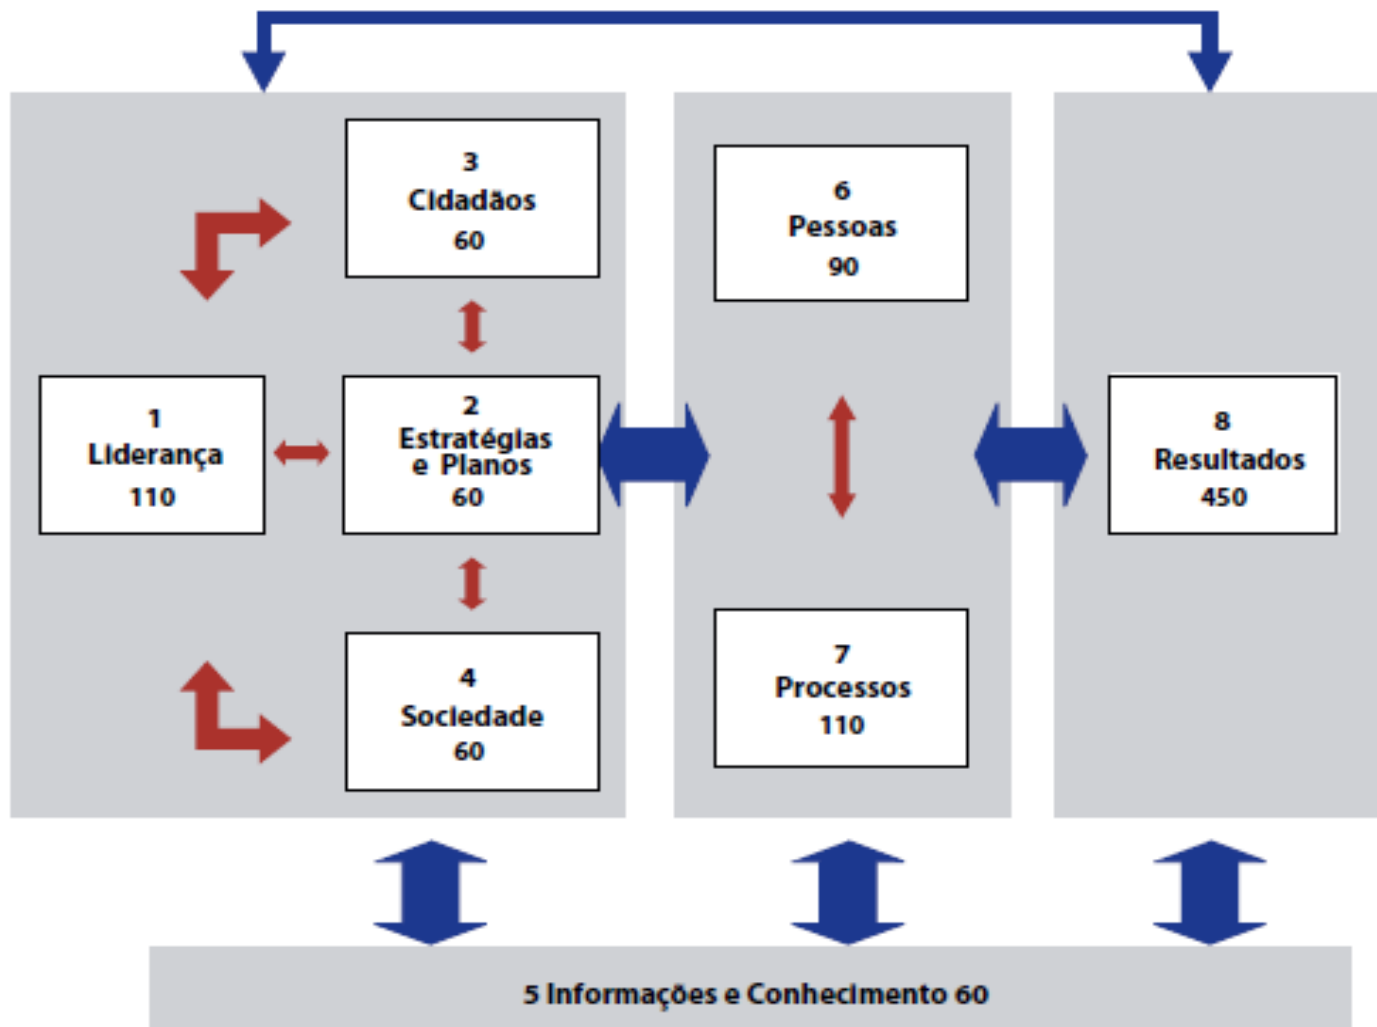 3
Cidadãos
60
6
Pessoas
90
1
Liderança
110
2
Estratégias
e Planos
60
8
Resultados
450
4
Sociedade
60
7
Processos
110
5 Informações e Conhecimento 60